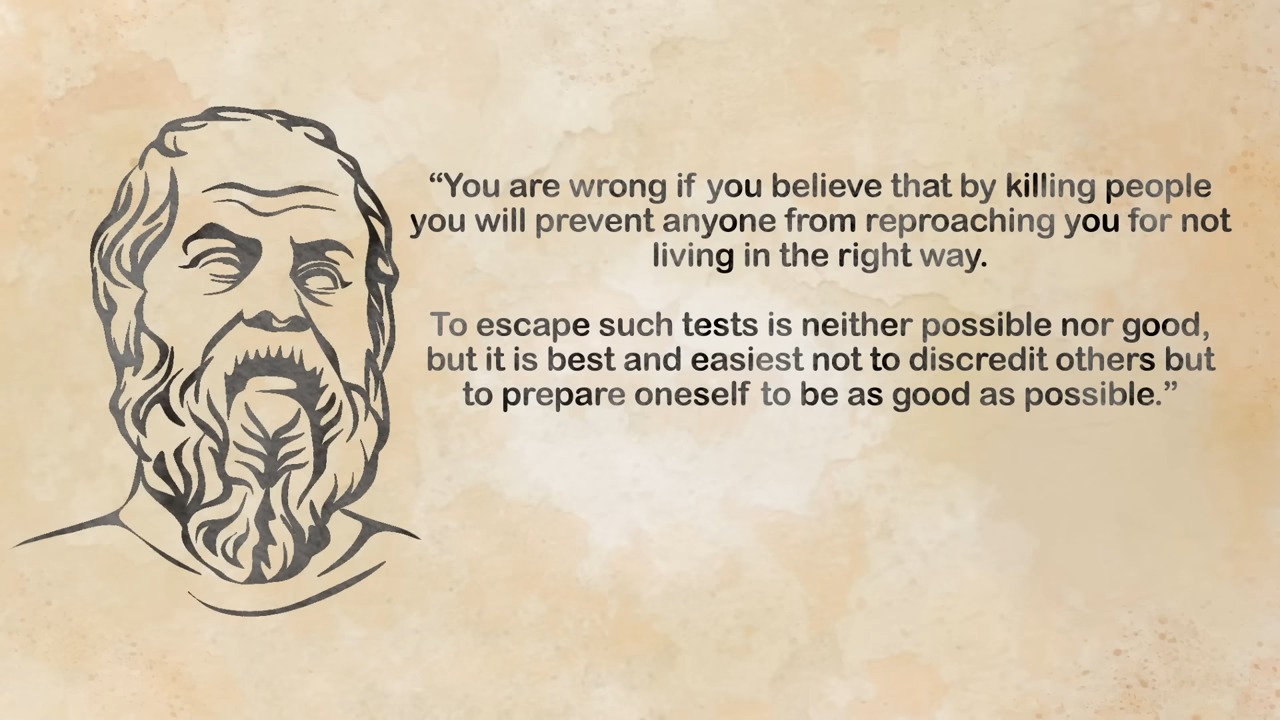 “You are wrong if you believe that by killing people
you will prevent anyone from reproaching you for not
living in the right way.
To escape such tests is neither possible nor good,
but it is best and easiest not to discredit others but
to prepare oneself to be as good as possible.”